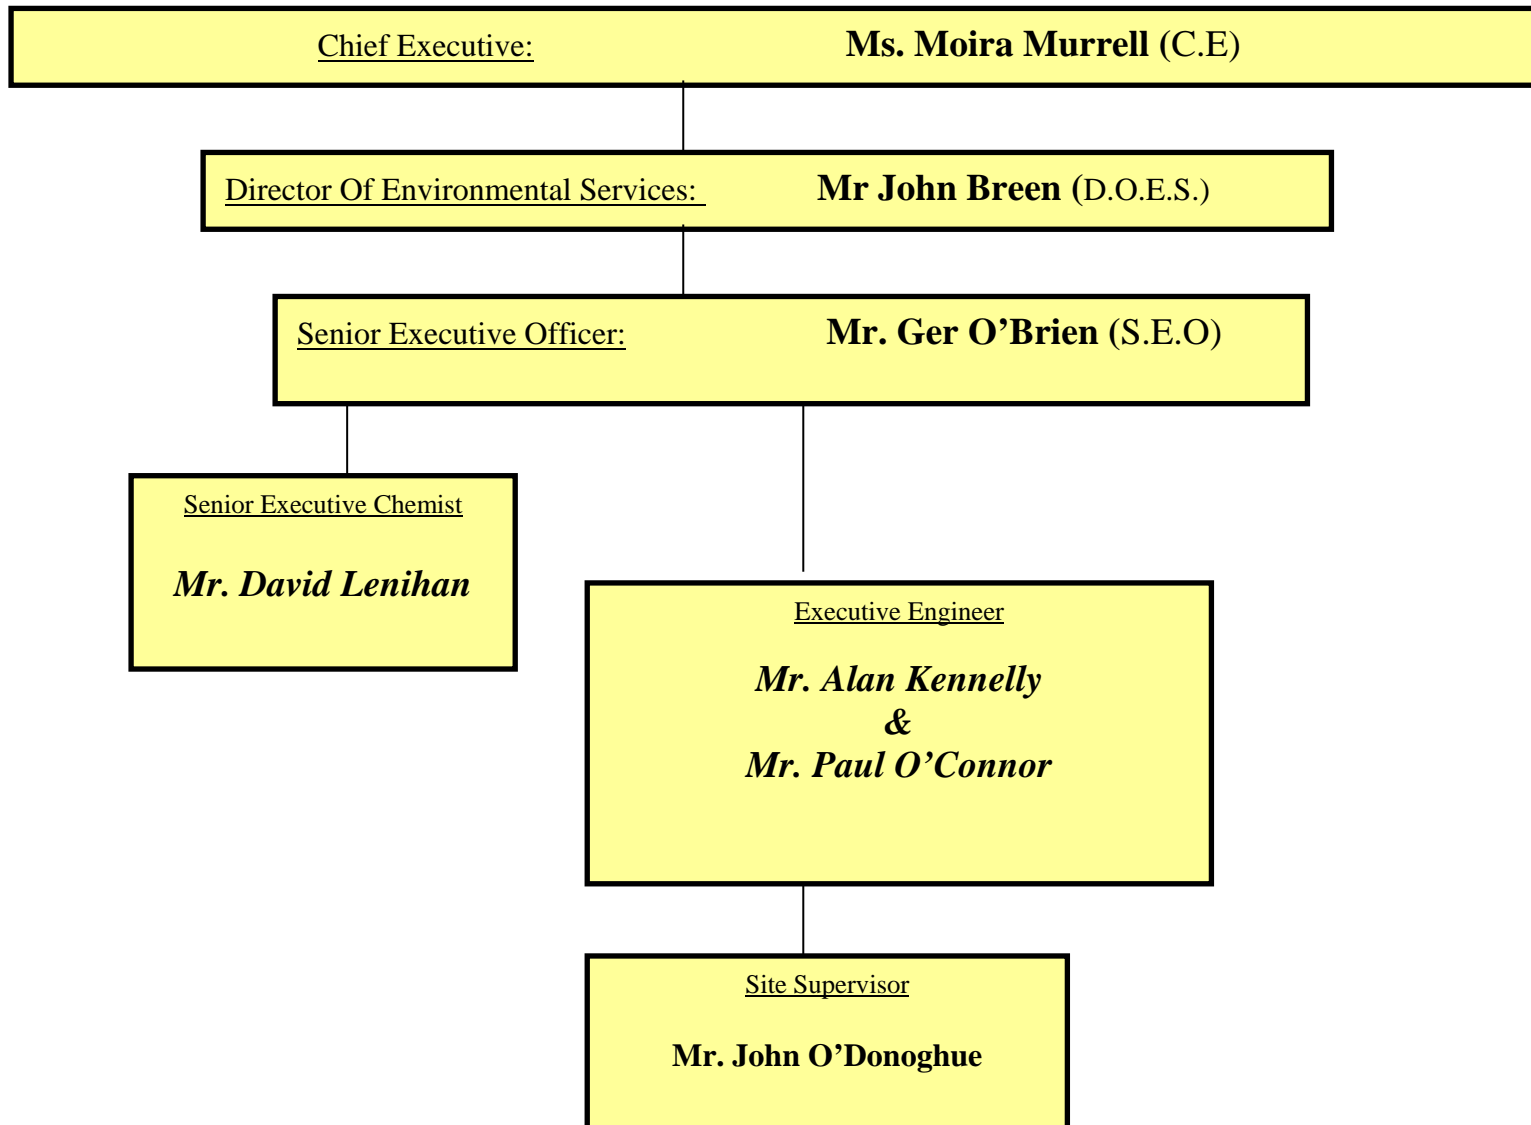 Chief Executive: Ms. Moira Murrell (C.E)
Director Of Environmental Services: Mr John Breen (D.O.E.S.)
Senior Executive Officer: Mr. Ger O’Brien (S.E.O)
Senior Executive Chemist
Mr. David Lenihan
Executive Engineer
Mr. Alan Kennelly
&
Mr. Paul O’Connor
Site Supervisor
Mr. John O’Donoghue